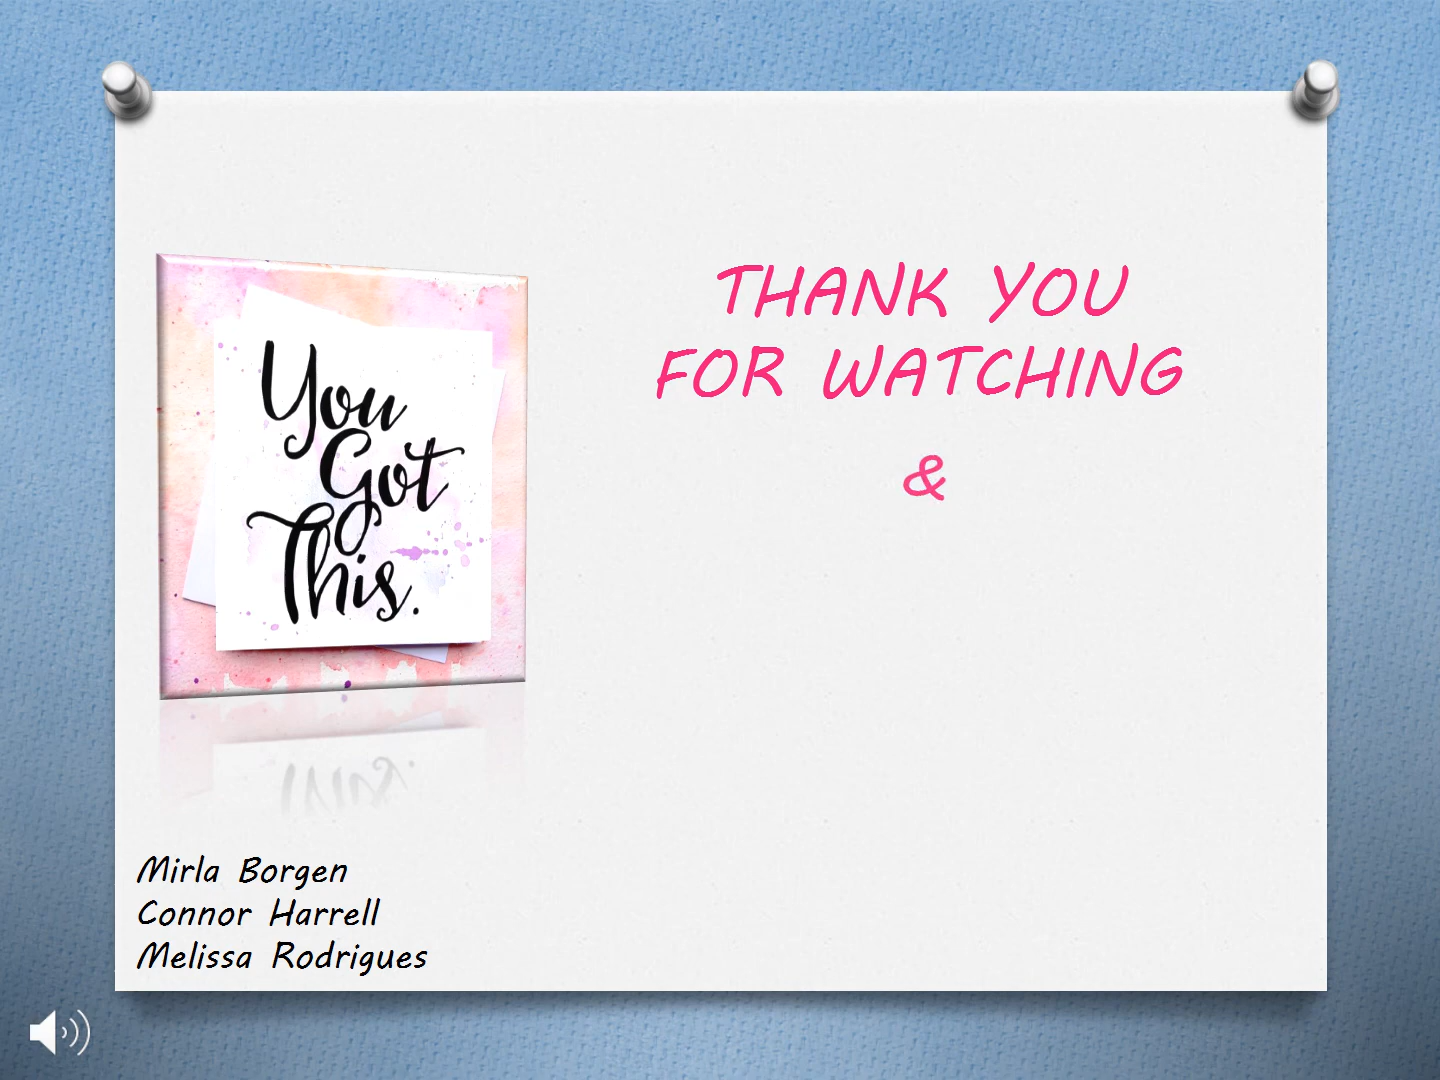 You
Got
This.
THANK YOU
FOR WATCHING
&
Mirla Borgen
Connor Harrell
Melissa Rodrigues